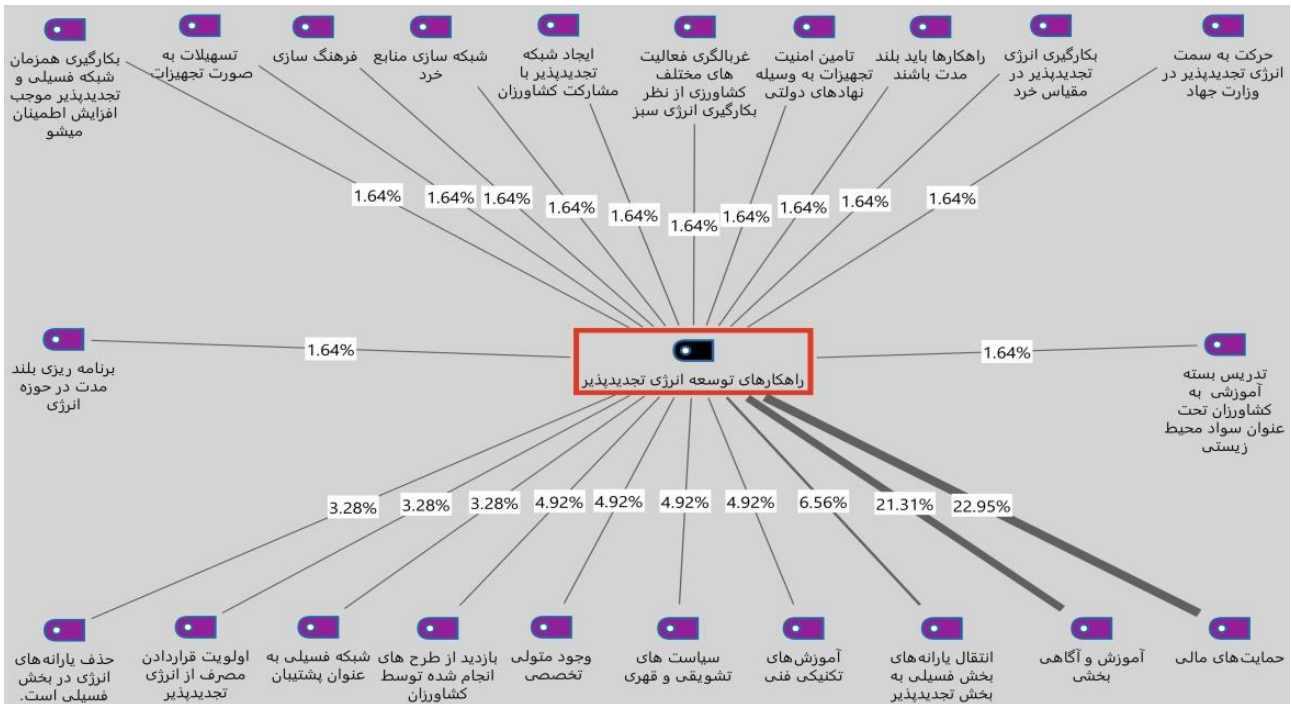 حرکت به سمت
انرژی تجدیدپذیر در
وزارت جهاد
بکارگیری انرژی
تجدیدپذیر در
مقیاس خرد
راهکارها باید بلند
مدت باشند
تامین امنیت
تجهیزات به وسیله
نهادهای دولتی
غربالگری فعالیت
های مختلف
کشاورزی از نظر
بکارگیری انرژی سبز
ایجاد شبکه
تجدیدپذیر با
مشارکت کشاورزان
شبکه سازی منابع
خرد
فرهنگ سازی
تسهیلات به
صورت تجهیزات
بکارگیری همزمان
شبکه فسیلی و
تجدیدپذیر موجب
افزایش اطمینان
میشو
1.64%
1.64%
1.64%
1.64%
1.64%
1.64%
1.64%
1.64%
1.64%
1.64%
تدریس بسته
آموزشی به
کشاورزان تحت
عنوان سواد محیط
زیستی
1.64%
راهکارهای توسعه انرژی تجدیدپذیر
1.64%
برنامه ریزی بلند
مدت در حوزه
انرژی
22.95%
21.31%
6.56%
4.92%
4.92%
4.92%
4.92%
3.28%
3.28%
3.28%
حمایت‌های مالی
آموزش و آگاهی
بخشی
انتقال یارانه‌های
بخش فسیلی به
بخش تجدیدپذیر
آموزش‌های
تکنیکی فنی
سیاست های
تشویقی و قهری
وجود متولی
تخصصی
بازدید از طرح های
انجام شده توسط
کشاورزان
شبکه فسیلی به
عنوان پشتیبان
اولویت قراردادن
مصرف از انرژی
تجدیدپذیر
حذف یارانه‌های
انرژی در بخش
فسیلی است.